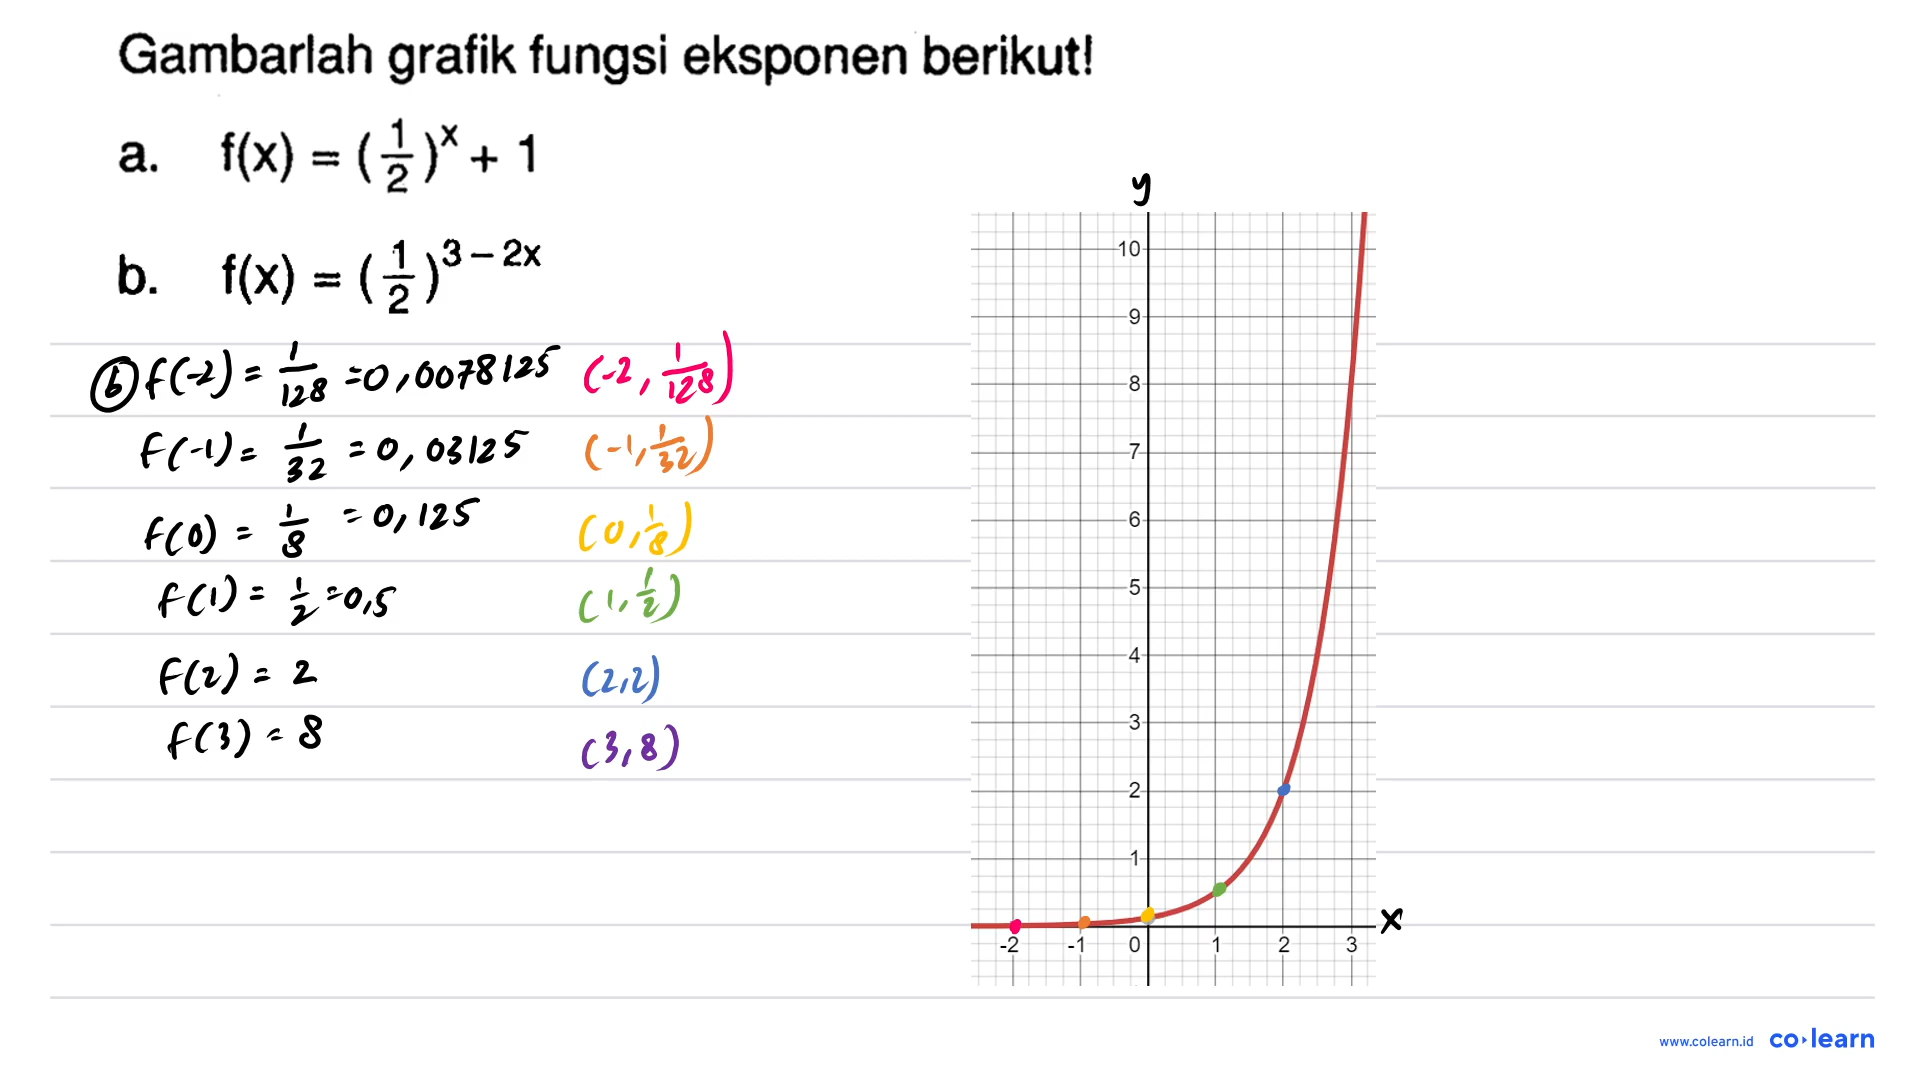 Gambarlah grafik fungsi eksponen berikut!
a. f(x) = (1/2)^x + 1
b. f(x) = (1/2)^(3 - 2x)
(b) f(-2) = 1/128 = 0,0078125 (-2, 1/128)
f(-1) = 1/32 = 0,03125 (-1, 1/32)
f(0) = 1/8 = 0,125 (0, 1/8)
f(1) = 1/2 = 0,5 (1, 1/2)
f(2) = 2 (2,2)
f(3) = 8 (3,8)
y
10
9
8
7
6
5
4
3
2
1
-2 -1 0 1 2 3
x
www.colearn.id co learn